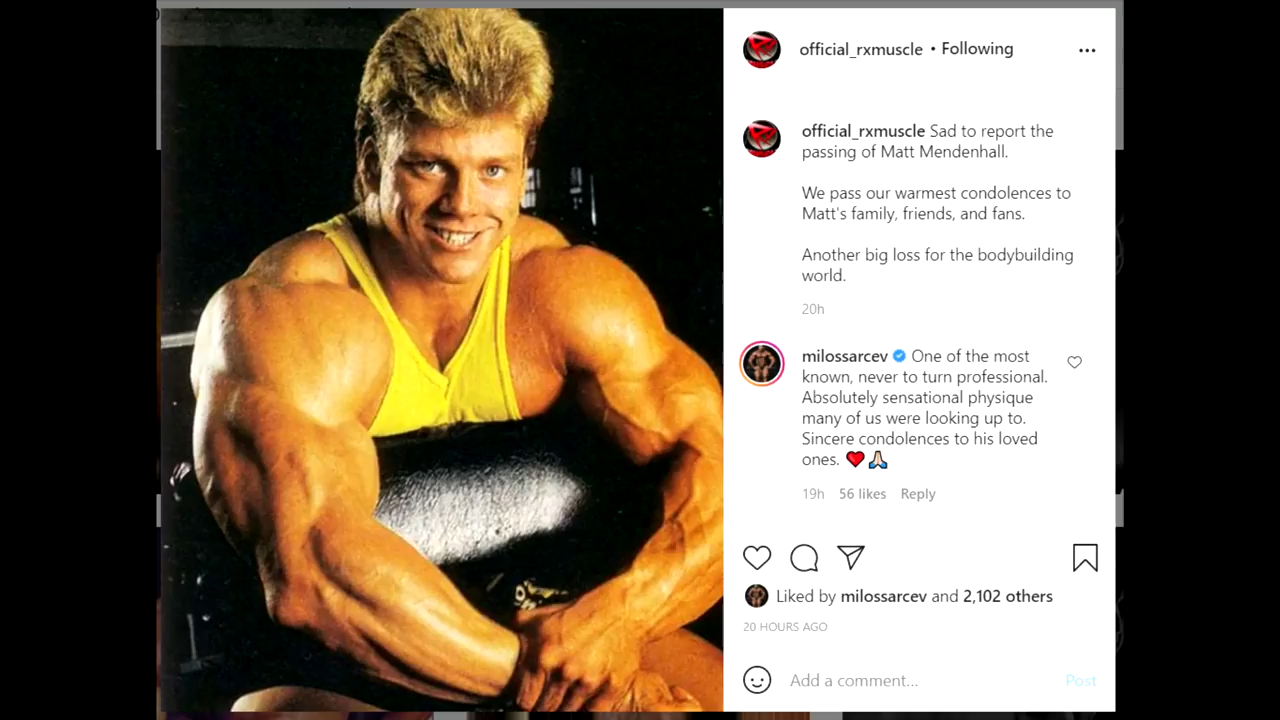 official_rxmuscle • Following
official_rxmuscle Sad to report the
passing of Matt Mendenhall.
We pass our warmest condolences to
Matt's family, friends, and fans.
Another big loss for the bodybuilding
world.
20h
milossarcev One of the most
known, never to turn professional.
Absolutely sensational physique
many of us were looking up to.
Sincere condolences to his loved
ones. ❤️🙏🏻
19h 56 likes Reply
Liked by milossarcev and 2,102 others
20 HOURS AGO
Add a comment...
Post